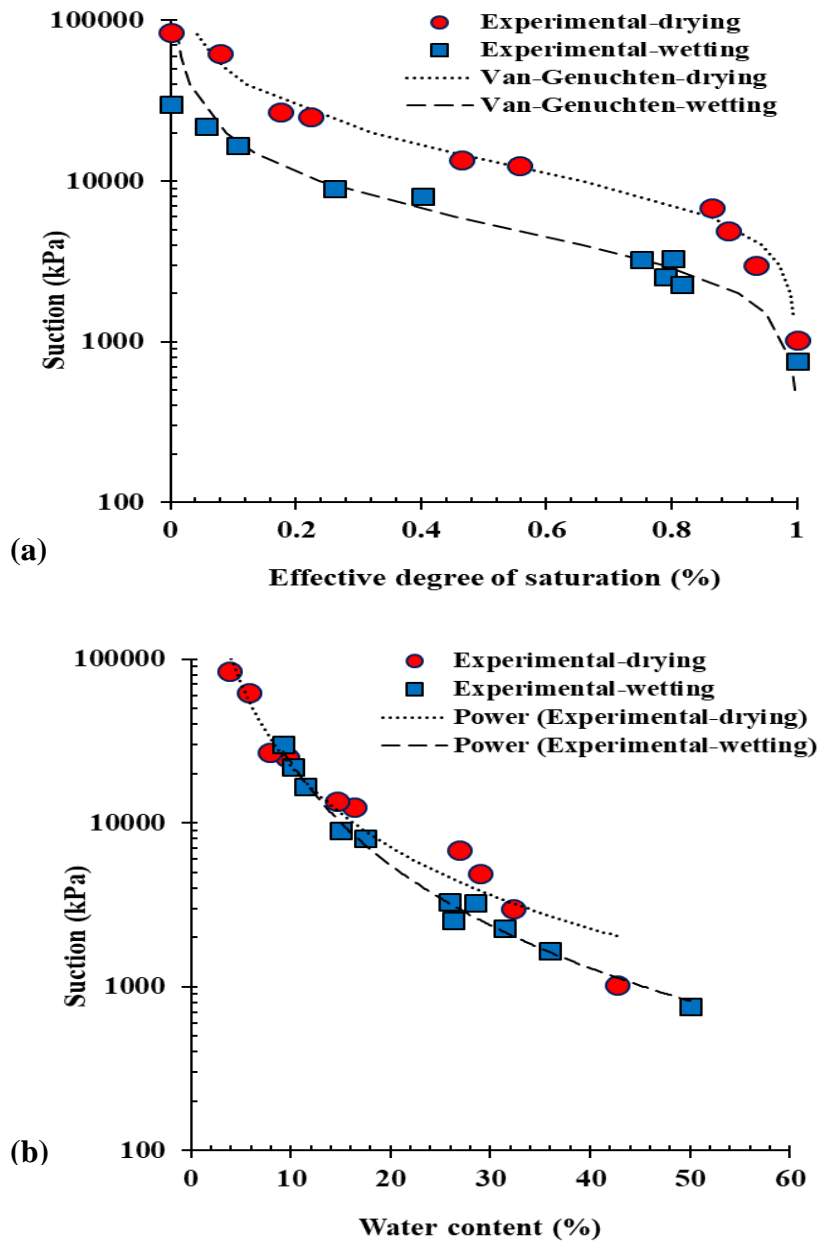 100000
10000
1000
100
Suction (kPa)
Experimental-drying
Experimental-wetting
Van-Genuchten-drying
Van-Genuchten-wetting
0 0.2 0.4 0.6 0.8 1
(a)
Effective degree of saturation (%)
100000
10000
1000
100
Suction (kPa)
Experimental-drying
Experimental-wetting
Power (Experimental-drying)
Power (Experimental-wetting)
(b)
0 10 20 30 40 50 60
Water content (%)